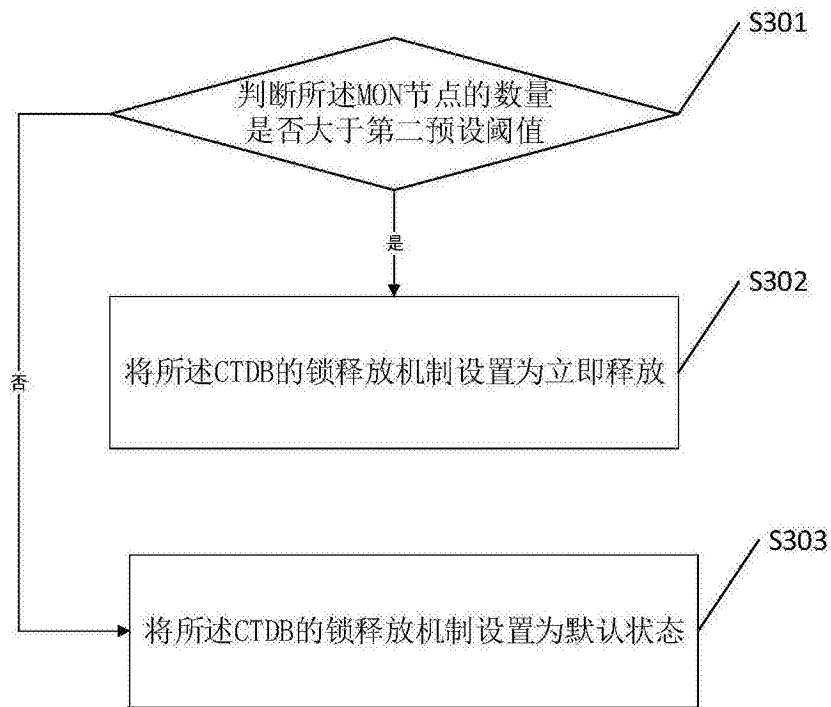 S301
判断所述MON节点的数量
是否大于第二预设阈值
是
S302
将所述CTDB的锁释放机制设置为立即释放
否
S303
将所述CTDB的锁释放机制设置为默认状态